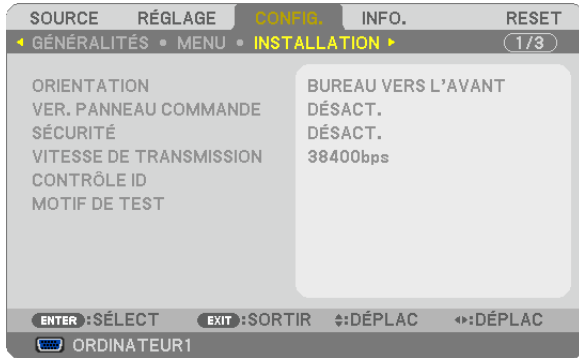 SOURCE RÉGLAGE CONFIG. INFO. RESET
GÉNÉRALITÉS • MENU • INSTALLATION 1/3
ORIENTATION BUREAU VERS L'AVANT
VER. PANNEAU COMMANDE DÉSACT.
SÉCURITÉ DÉSACT.
VITESSE DE TRANSMISSION 38400bps
CONTRÔLE ID
MOTIF DE TEST
ENTER :SÉLECT EXIT :SORTIR :DÉPLAC :DÉPLAC
ORDINATEUR1